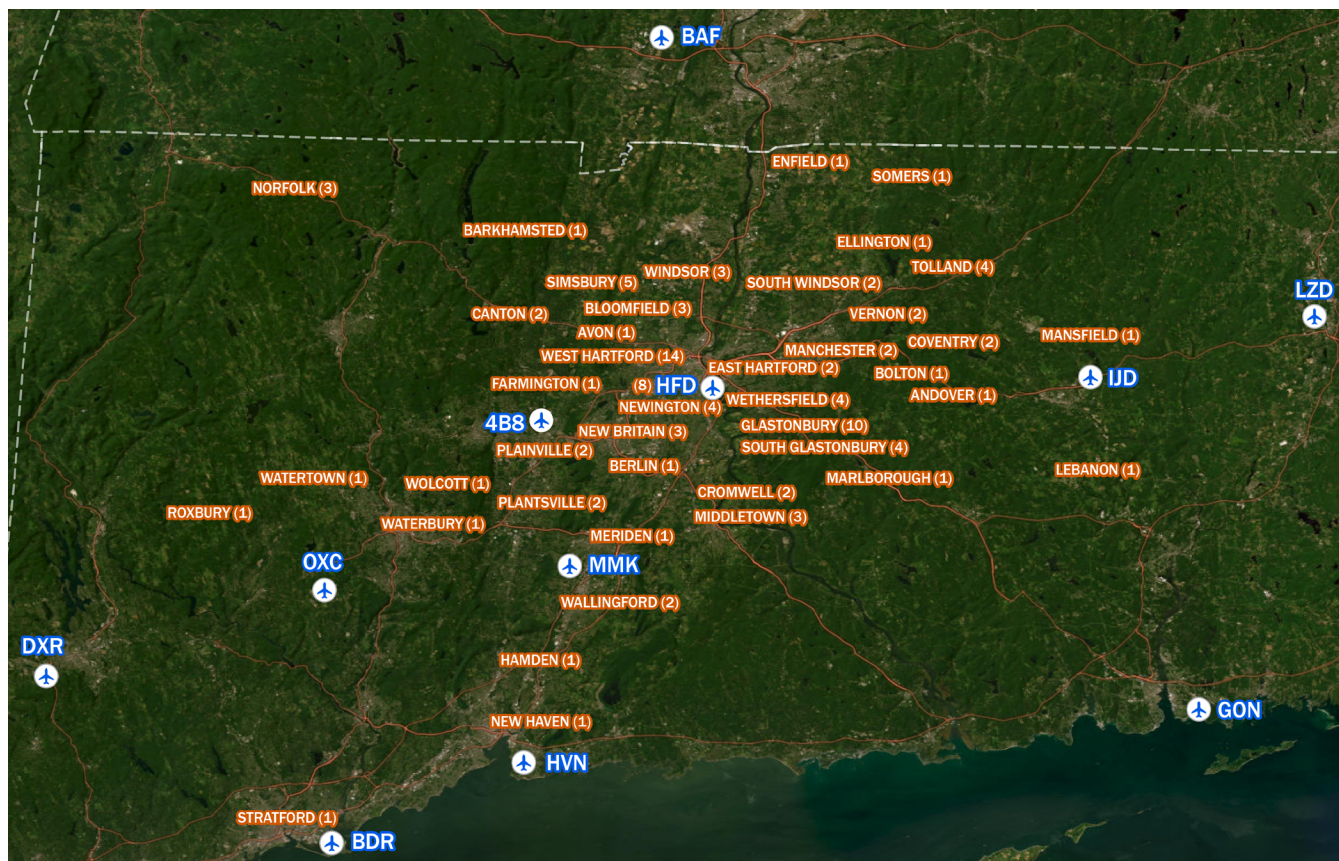 BAF
ENFIELD (1)
SOMERS (1)
NORFOLK (3)
BARKHAMSTED (1)
ELLINGTON (1)
TOLLAND (4)
WINDSOR (3)
SIMSBURY (5)
SOUTH WINDSOR (2)
LZD
BLOOMFIELD (3)
CANTON (2)
VERNON (2)
AVON (1)
MANSFIELD (1)
COVENTRY (2)
MANCHESTER (2)
WEST HARTFORD (14)
EAST HARTFORD (2)
BOLTON (1)
IJD
FARMINGTON (1)
(8) HFD
ANDOVER (1)
WETHERSFIELD (4)
NEWINGTON (4)
4B8
GLASTONBURY (10)
NEW BRITAIN (3)
SOUTH GLASTONBURY (4)
PLAINVILLE (2)
BERLIN (1)
LEBANON (1)
WATERTOWN (1)
MARLBOROUGH (1)
WOLCOTT (1)
CROMWELL (2)
PLANTSVILLE (2)
ROXBURY (1)
MIDDLETOWN (3)
WATERBURY (1)
MERIDEN (1)
OXC
MMK
WALLINGFORD (2)
DXR
HAMDEN (1)
GON
NEW HAVEN (1)
HVN
STRATFORD (1)
BDR